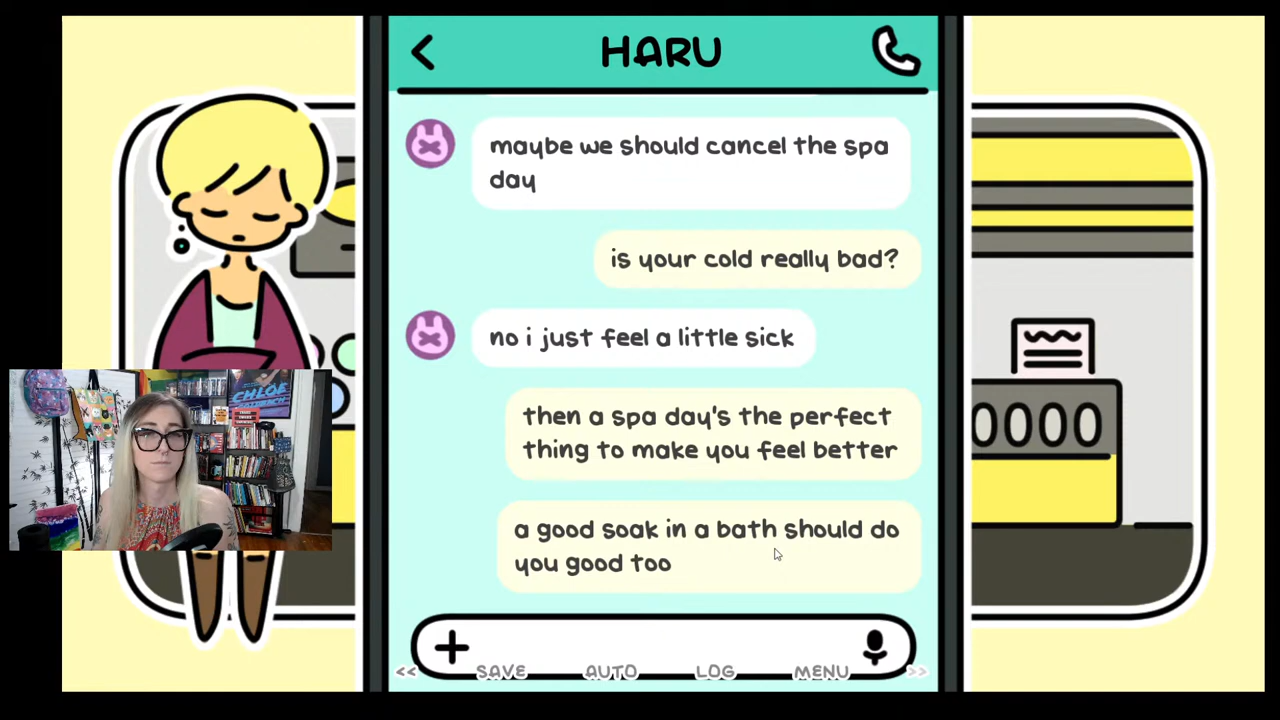 HARU
maybe we should cancel the spa
day
is your cold really bad?
no i just feel a little sick
then a spa day's the perfect
thing to make you feel better
a good soak in a bath should do
you good too
<< SAVE AUTO LOG MENU >>
0000
CHLOE